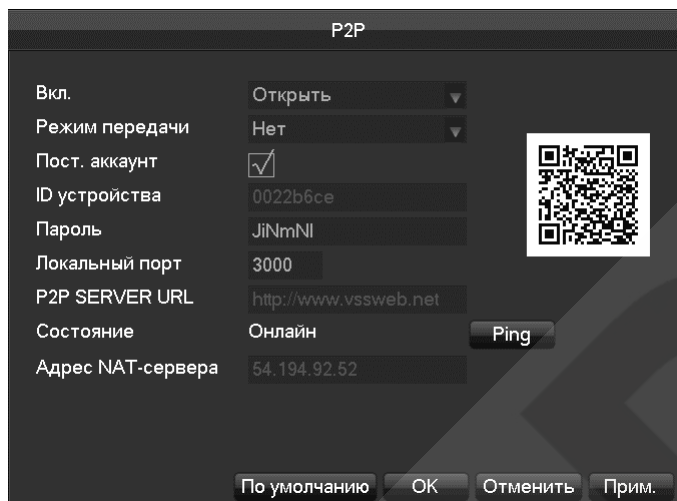 P2P
Вкл. Открыть
Режим передачи Нет
Пост. аккаунт
ID устройства 0022b6ce
Пароль JiNmNl
Локальный порт 3000
P2P SERVER URL http://www.vssweb.net
Состояние Онлайн Ping
Адрес NAT-сервера 54.194.92.52
По умолчанию OK Отменить Прим.